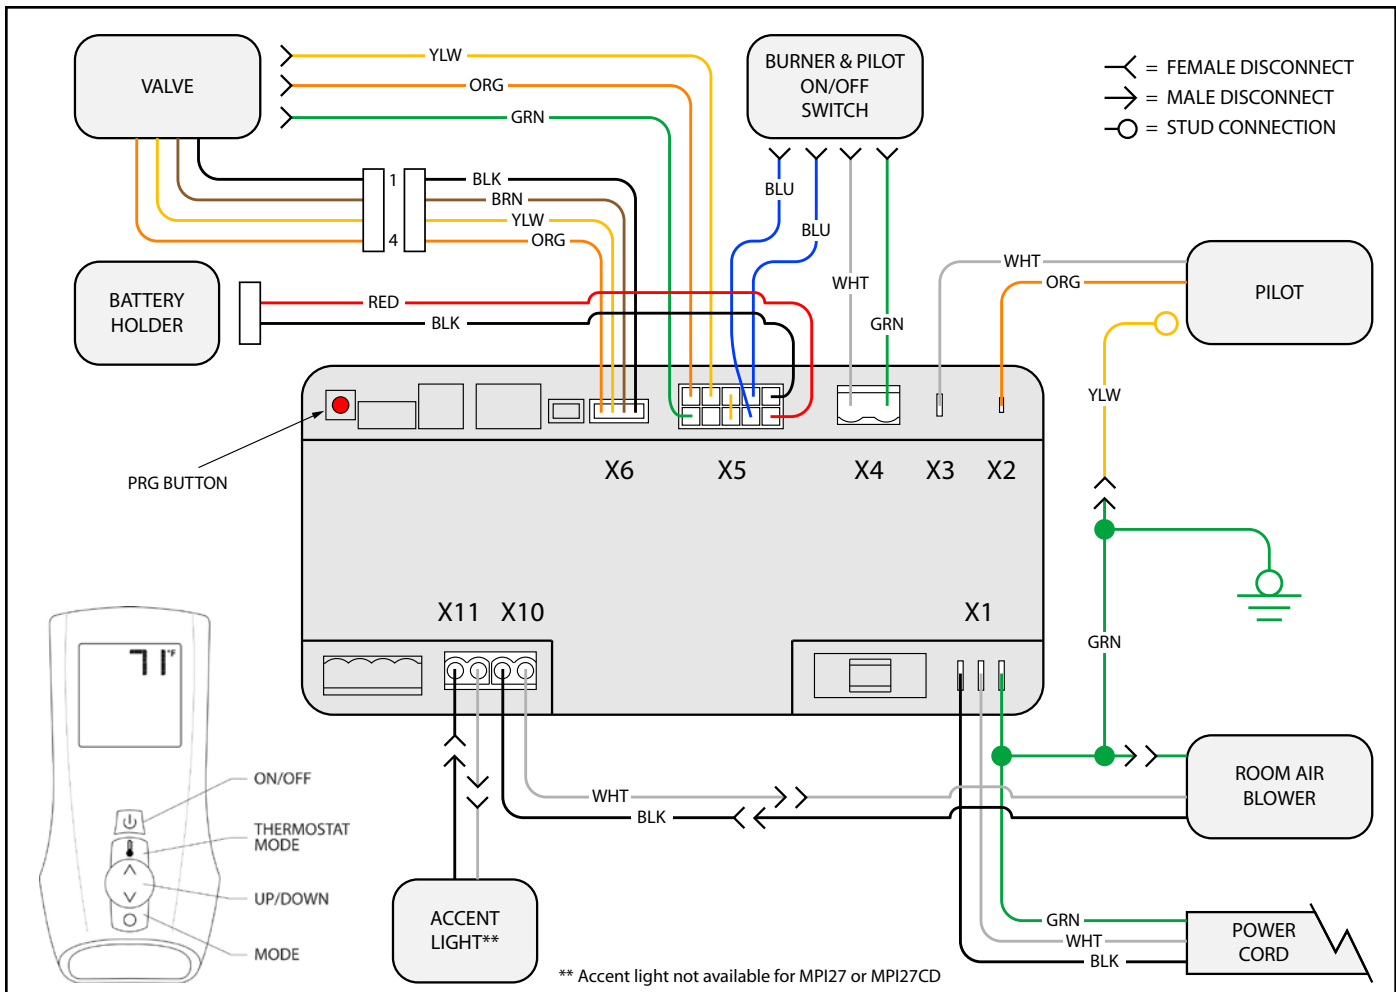 VALVE
YLW
ORG
GRN
BURNER & PILOT
ON/OFF
SWITCH
= FEMALE DISCONNECT
= MALE DISCONNECT
= STUD CONNECTION
1
BLK
BRN
YLW
4
ORG
BLU
BLU
WHT
GRN
WHT
ORG
PILOT
BATTERY
HOLDER
RED
BLK
YLW
PRG BUTTON
X6
X5
X4
X3
X2
X11
X10
X1
GRN
71°F
ON/OFF
THERMOSTAT
MODE
UP/DOWN
MODE
WHT
BLK
ROOM AIR
BLOWER
ACCENT
LIGHT**
GRN
WHT
BLK
POWER
CORD
** Accent light not available for MPI27 or MPI27CD